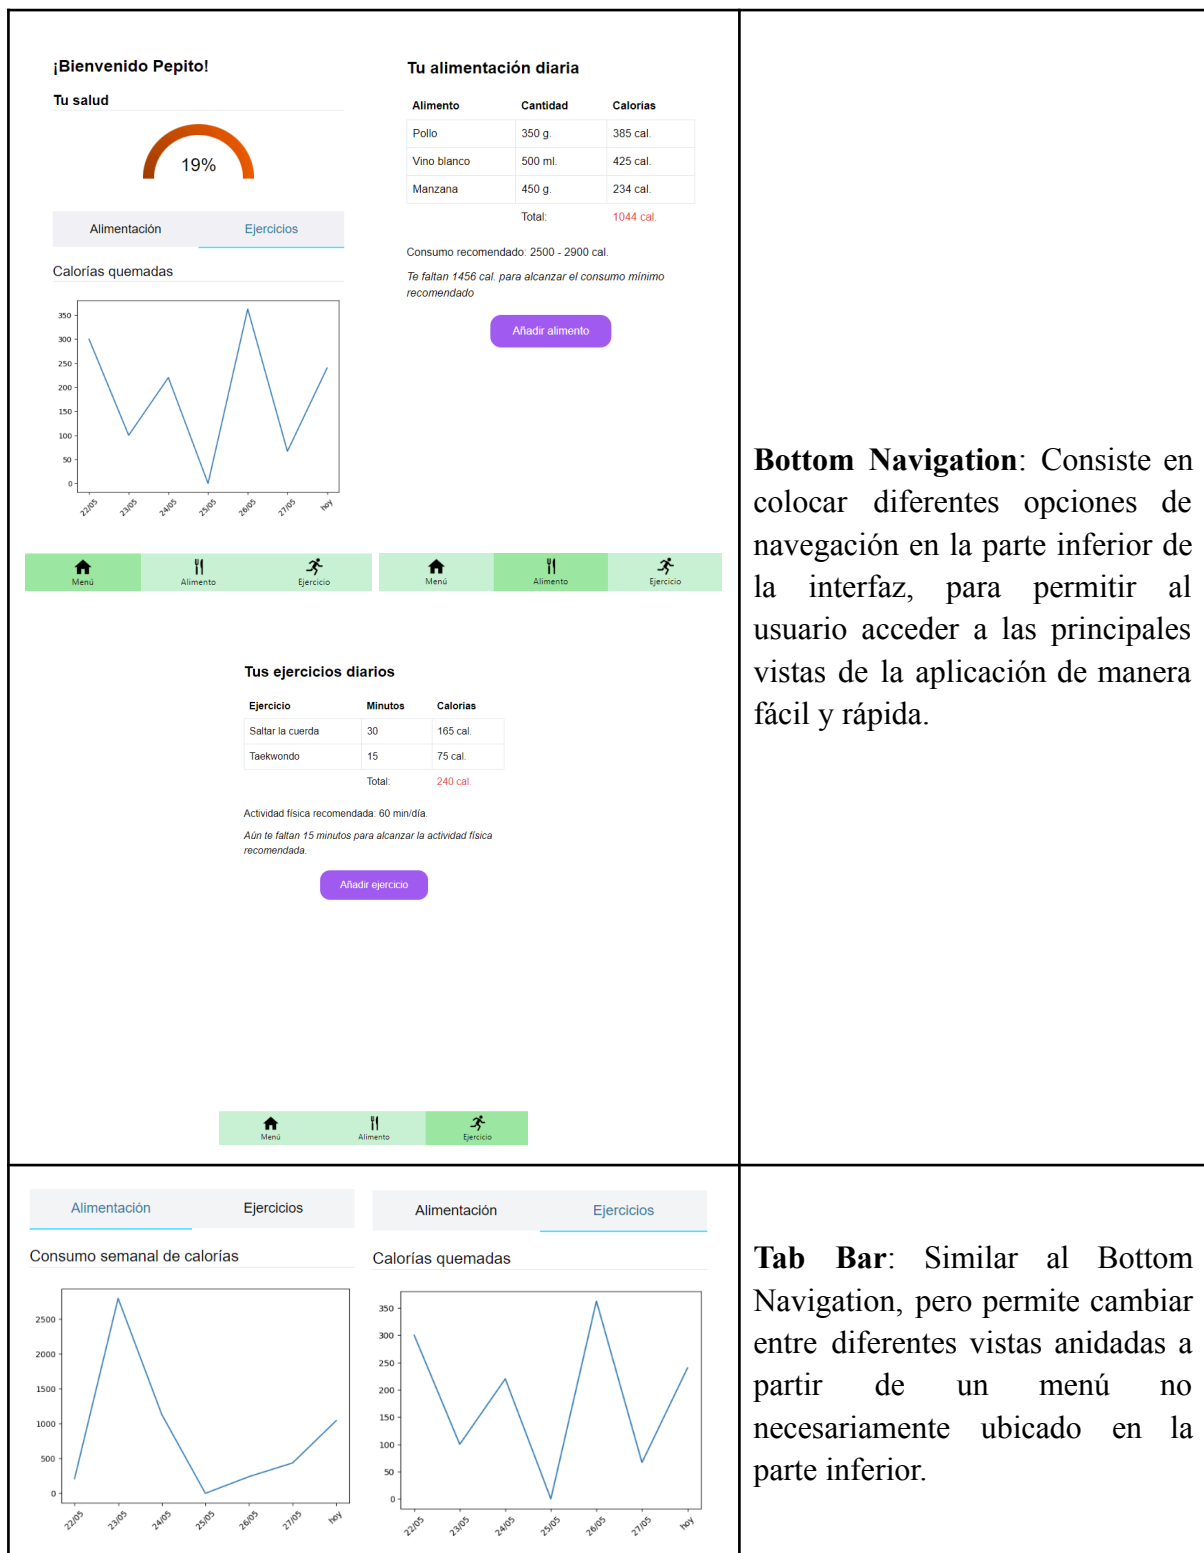 ¡Bienvenido Pepito!
Tu salud
19%
Alimentación Ejercicios
Calorías quemadas
350
300
250
200
150
100
50
0
22/05 23/05 24/05 25/05 26/05 27/05 hoy
Menú Alimento Ejercicio
Tu alimentación diaria
Alimento Cantidad Calorías
Pollo 350 g. 385 cal.
Vino blanco 500 ml. 425 cal.
Manzana 450 g. 234 cal.
Total: 1044 cal.
Consumo recomendado: 2500 - 2900 cal.
Te faltan 1456 cal. para alcanzar el consumo mínimo
recomendado
Añadir alimento
Menú Alimento Ejercicio
Tus ejercicios diarios
Ejercicio Minutos Calorías
Saltar la cuerda 30 165 cal.
Taekwondo 15 75 cal.
Total: 240 cal.
Actividad física recomendada: 60 min/día.
Aún te faltan 15 minutos para alcanzar la actividad física
recomendada.
Añadir ejercicio
Menú Alimento Ejercicio
Bottom Navigation: Consiste en
colocar diferentes opciones de
navegación en la parte inferior de
la interfaz, para permitir al
usuario acceder a las principales
vistas de la aplicación de manera
fácil y rápida.
Alimentación Ejercicios
Consumo semanal de calorías
2500
2000
1500
1000
500
0
22/05 23/05 24/05 25/05 26/05 27/05 hoy
Alimentación Ejercicios
Calorías quemadas
350
300
250
200
150
100
50
0
22/05 23/05 24/05 25/05 26/05 27/05 hoy
Tab Bar: Similar al Bottom
Navigation, pero permite cambiar
entre diferentes vistas anidadas a
partir de un menú no
necesariamente ubicado en la
parte inferior.